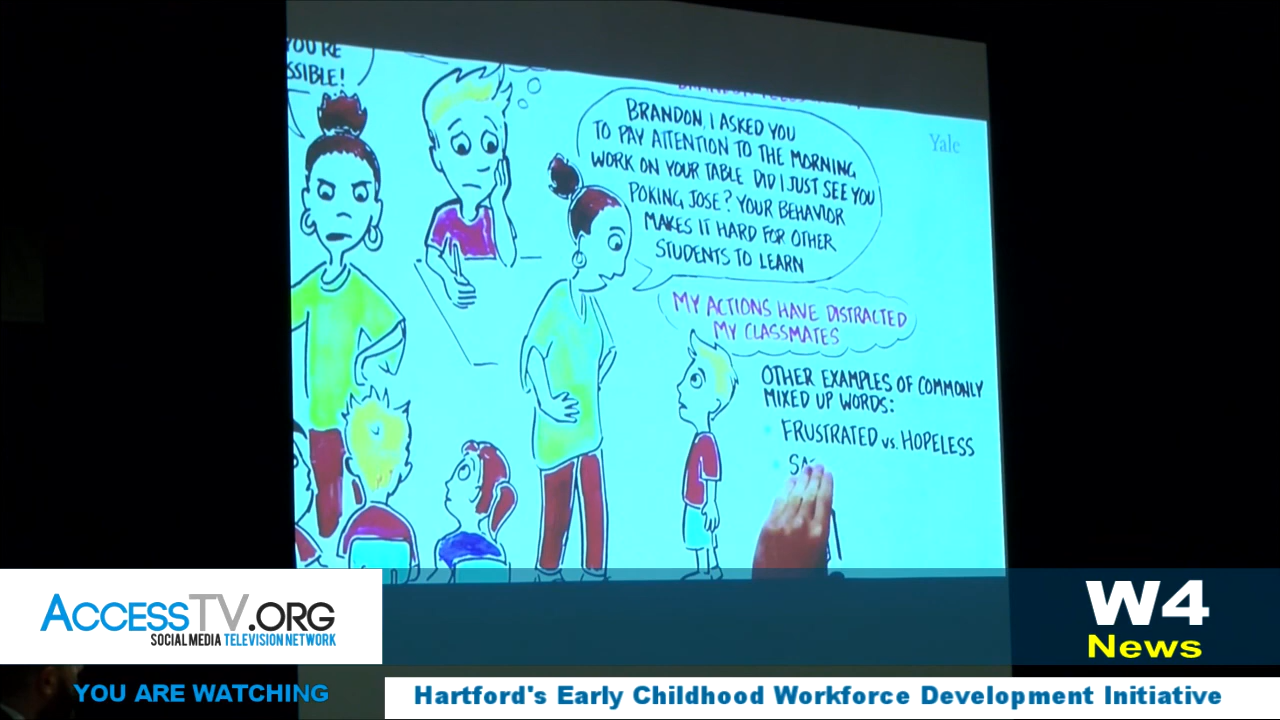 YOU'RE
SSIBLE!
BRANDON, I ASKED YOU
TO PAY ATTENTION TO THE MORNING
WORK ON YOUR TABLE DID I JUST SEE YOU
POKING JOSE? YOUR BEHAVIOR
MAKES IT HARD FOR OTHER
STUDENTS TO LEARN
Yale
MY ACTIONS HAVE DISTRACTED
MY CLASSMATES
OTHER EXAMPLES OF COMMONLY
MIXED UP WORDS:
FRUSTRATED vs. HOPELESS
ACCESSTV.ORG
SOCIAL MEDIA TELEVISION NETWORK
W4
News
YOU ARE WATCHING
Hartford's Early Childhood Workforce Development Initiative